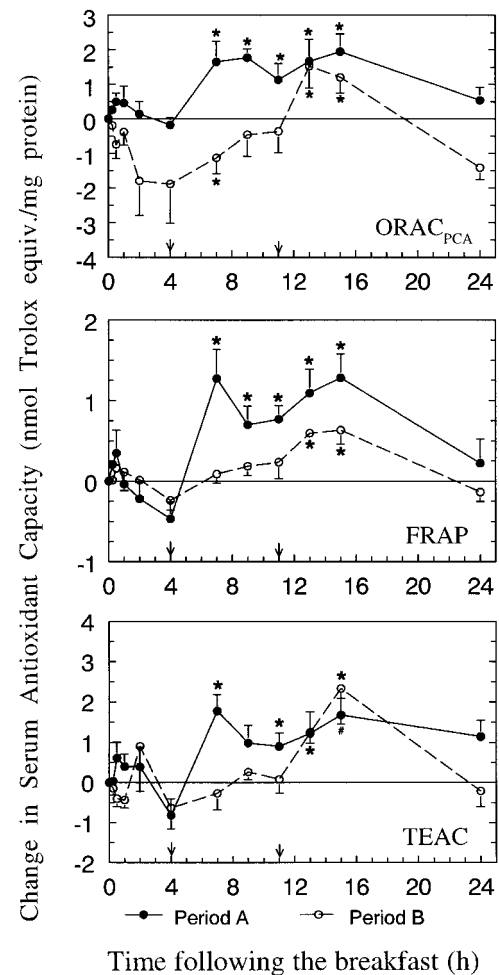 Change in Serum Antioxidant Capacity (nmol Trolox equiv./mg protein)
3
2
1
0
-1
-2
-3
-4
* * * * *
* *
*
ORAC_PCA
0 4 8 12 16 20 24
2
1
0
-1
* * * * *
* *
FRAP
0 4 8 12 16 20 24
4
3
2
1
0
-1
-2
* * *
* #
TEAC
0 4 8 12 16 20 24
Period A Period B
Time following the breakfast (h)